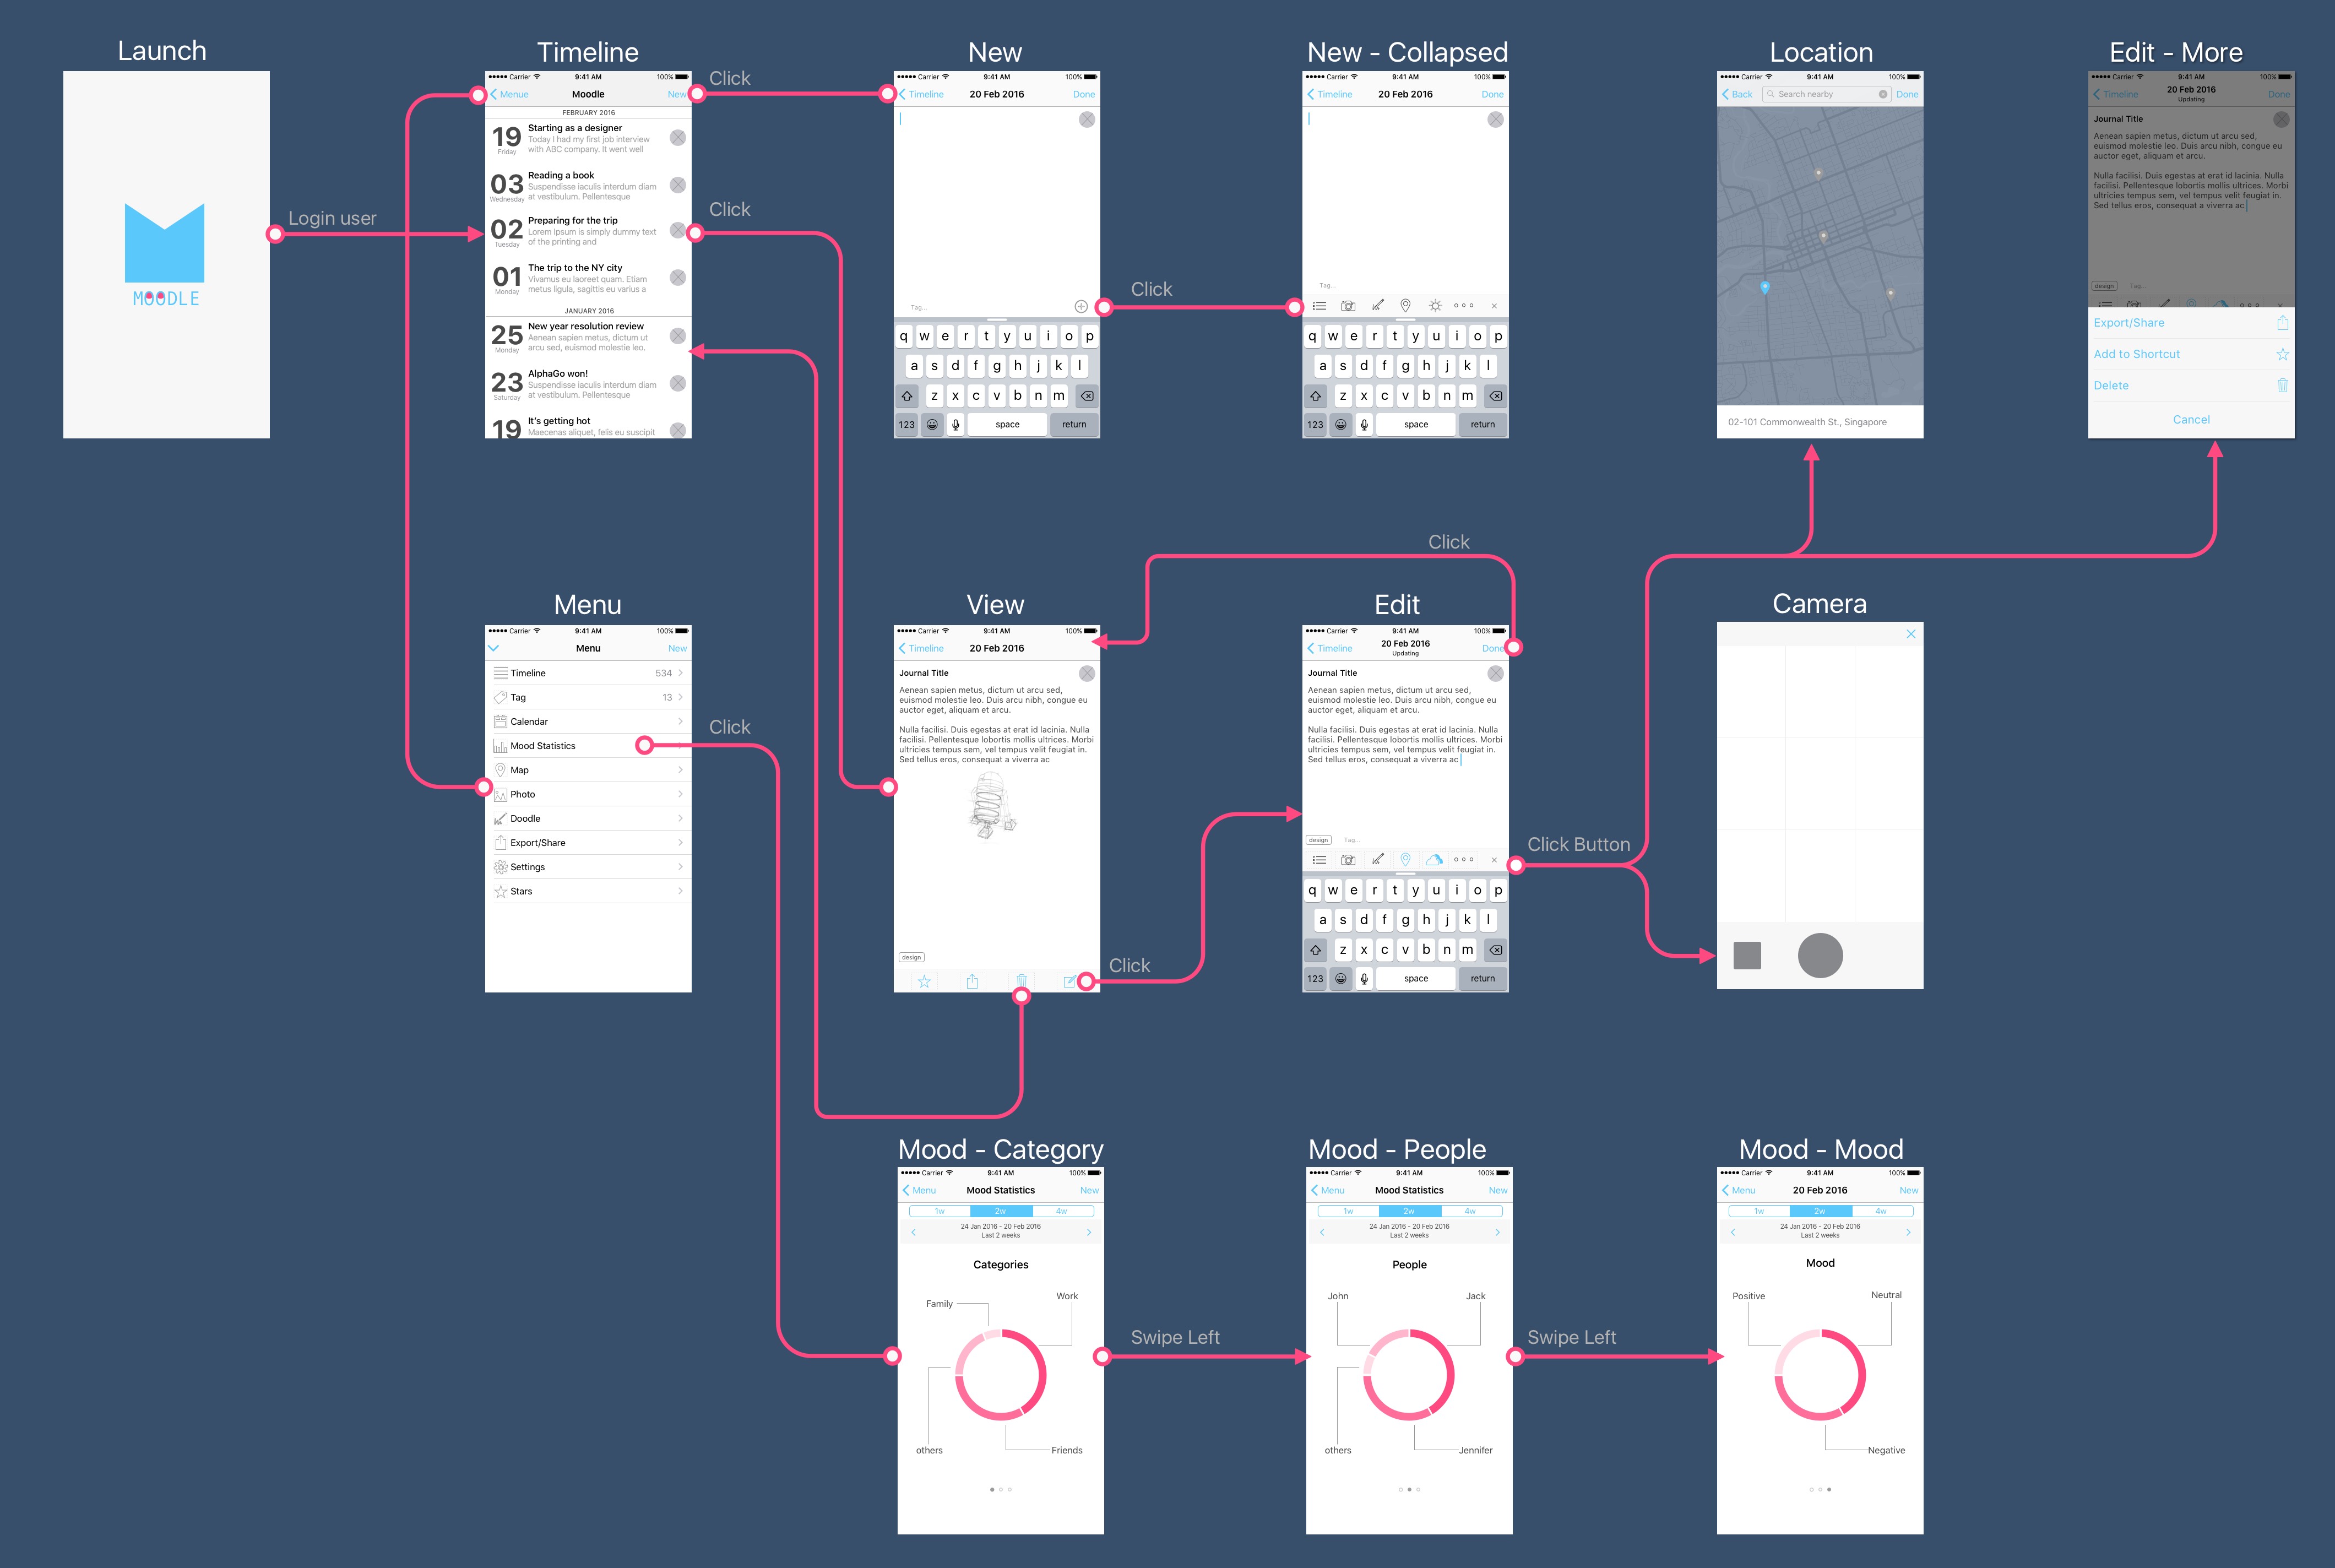 Launch
MOODLE
Login user
Timeline
Carrier 9:41 AM 100%
Menue Moodle New
FEBRUARY 2016
19 Friday
Starting as a designer
Today I had my first job interview
with ABC company. It went well
03 Wednesday
Reading a book
Suspendisse iaculis interdum diam
at vestibulum. Pellentesque
02 Tuesday
Preparing for the trip
Lorem Ipsum is simply dummy text
of the printing and
01 Monday
The trip to the NY city
Vivamus eu laoreet quam. Etiam
metus ligula, sagittis eu varius a
JANUARY 2016
25 Monday
New year resolution review
Aenean sapien metus, dictum ut
arcu sed, euismod molestie leo.
23 Saturday
AlphaGo won!
Suspendisse iaculis interdum diam
at vestibulum. Pellentesque
19
It's getting hot
Maecenas aliquet, felis eu suscipit
Click
Click
New
Carrier 9:41 AM 100%
Timeline 20 Feb 2016 Done
Tag...
q w e r t y u i o p
a s d f g h j k l
z x c v b n m
123 space return
Click
New - Collapsed
Carrier 9:41 AM 100%
Timeline 20 Feb 2016 Done
Tag...
q w e r t y u i o p
a s d f g h j k l
z x c v b n m
123 space return
Location
Carrier 9:41 AM 100%
Back Search nearby Done
02-101 Commonwealth St., Singapore
Edit - More
Carrier 9:41 AM 100%
Timeline 20 Feb 2016 Done
Updating
Journal Title
Aenean sapien metus, dictum ut arcu sed,
euismod molestie leo. Duis arcu nibh, congue eu
auctor eget, aliquam et arcu.
Nulla facilisi. Duis egestas at erat id lacinia. Nulla
facilisi. Pellentesque lobortis mollis ultrices. Morbi
ultricies tempus sem, vel tempus velit feugiat in.
Sed tellus eros, consequat a viverra ac
design Tag...
Export/Share
Add to Shortcut
Delete
Cancel
Menu
Carrier 9:41 AM 100%
Menu New
Timeline 534
Tag 13
Calendar
Mood Statistics
Map
Photo
Doodle
Export/Share
Settings
Stars
Click
View
Carrier 9:41 AM 100%
Timeline 20 Feb 2016
Journal Title
Aenean sapien metus, dictum ut arcu sed,
euismod molestie leo. Duis arcu nibh, congue eu
auctor eget, aliquam et arcu.
Nulla facilisi. Duis egestas at erat id lacinia. Nulla
facilisi. Pellentesque lobortis mollis ultrices. Morbi
ultricies tempus sem, vel tempus velit feugiat in.
Sed tellus eros, consequat a viverra ac
design
Click
Click
Edit
Carrier 9:41 AM 100%
Timeline 20 Feb 2016 Done
Updating
Journal Title
Aenean sapien metus, dictum ut arcu sed,
euismod molestie leo. Duis arcu nibh, congue eu
auctor eget, aliquam et arcu.
Nulla facilisi. Duis egestas at erat id lacinia. Nulla
facilisi. Pellentesque lobortis mollis ultrices. Morbi
ultricies tempus sem, vel tempus velit feugiat in.
Sed tellus eros, consequat a viverra ac
design Tag...
q w e r t y u i o p
a s d f g h j k l
z x c v b n m
123 space return
Click Button
Camera
Mood - Category
Carrier 9:41 AM 100%
Menu Mood Statistics New
1w 2w 4w
24 Jan 2016 - 20 Feb 2016
Last 2 weeks
Categories
Family Work
others Friends
Swipe Left
Mood - People
Carrier 9:41 AM 100%
Menu Mood Statistics New
1w 2w 4w
24 Jan 2016 - 20 Feb 2016
Last 2 weeks
People
John Jack
others Jennifer
Swipe Left
Mood - Mood
Carrier 9:41 AM 100%
Menu 20 Feb 2016 New
1w 2w 4w
24 Jan 2016 - 20 Feb 2016
Last 2 weeks
Mood
Positive Neutral
Negative